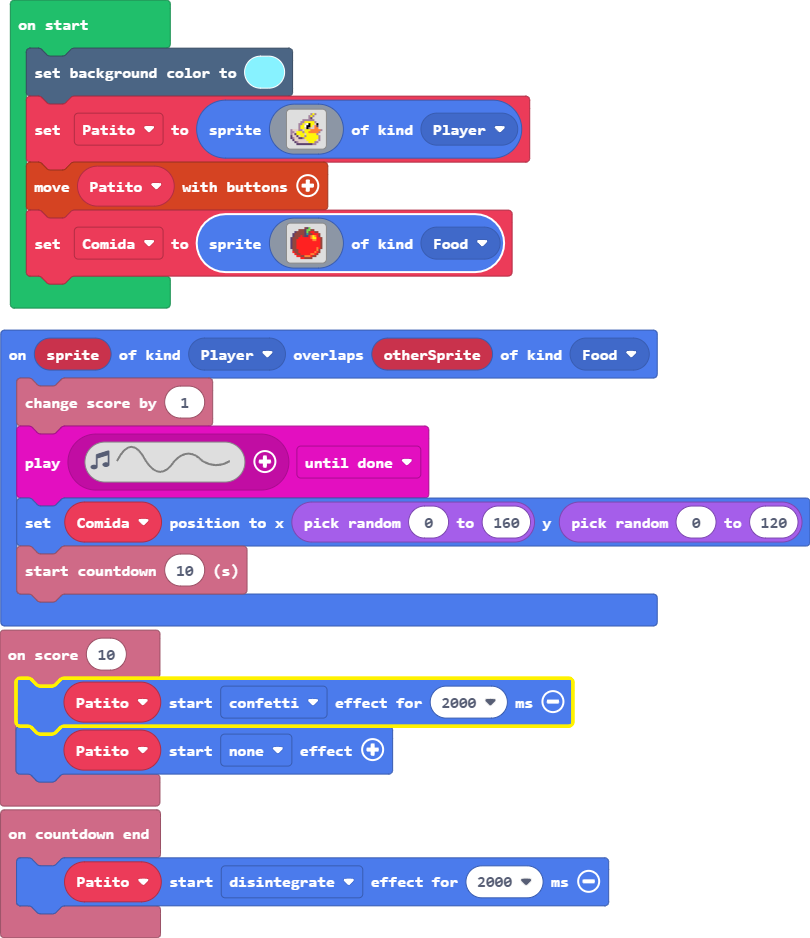 on start
set background color to
set Patito to sprite of kind Player
move Patito with buttons
set Comida to sprite of kind Food
on sprite of kind Player overlaps otherSprite of kind Food
change score by 1
play until done
set Comida position to x pick random 0 to 160 y pick random 0 to 120
start countdown 10 (s)
on score 10
Patito start confetti effect for 2000 ms
Patito start none effect
on countdown end
Patito start disintegrate effect for 2000 ms